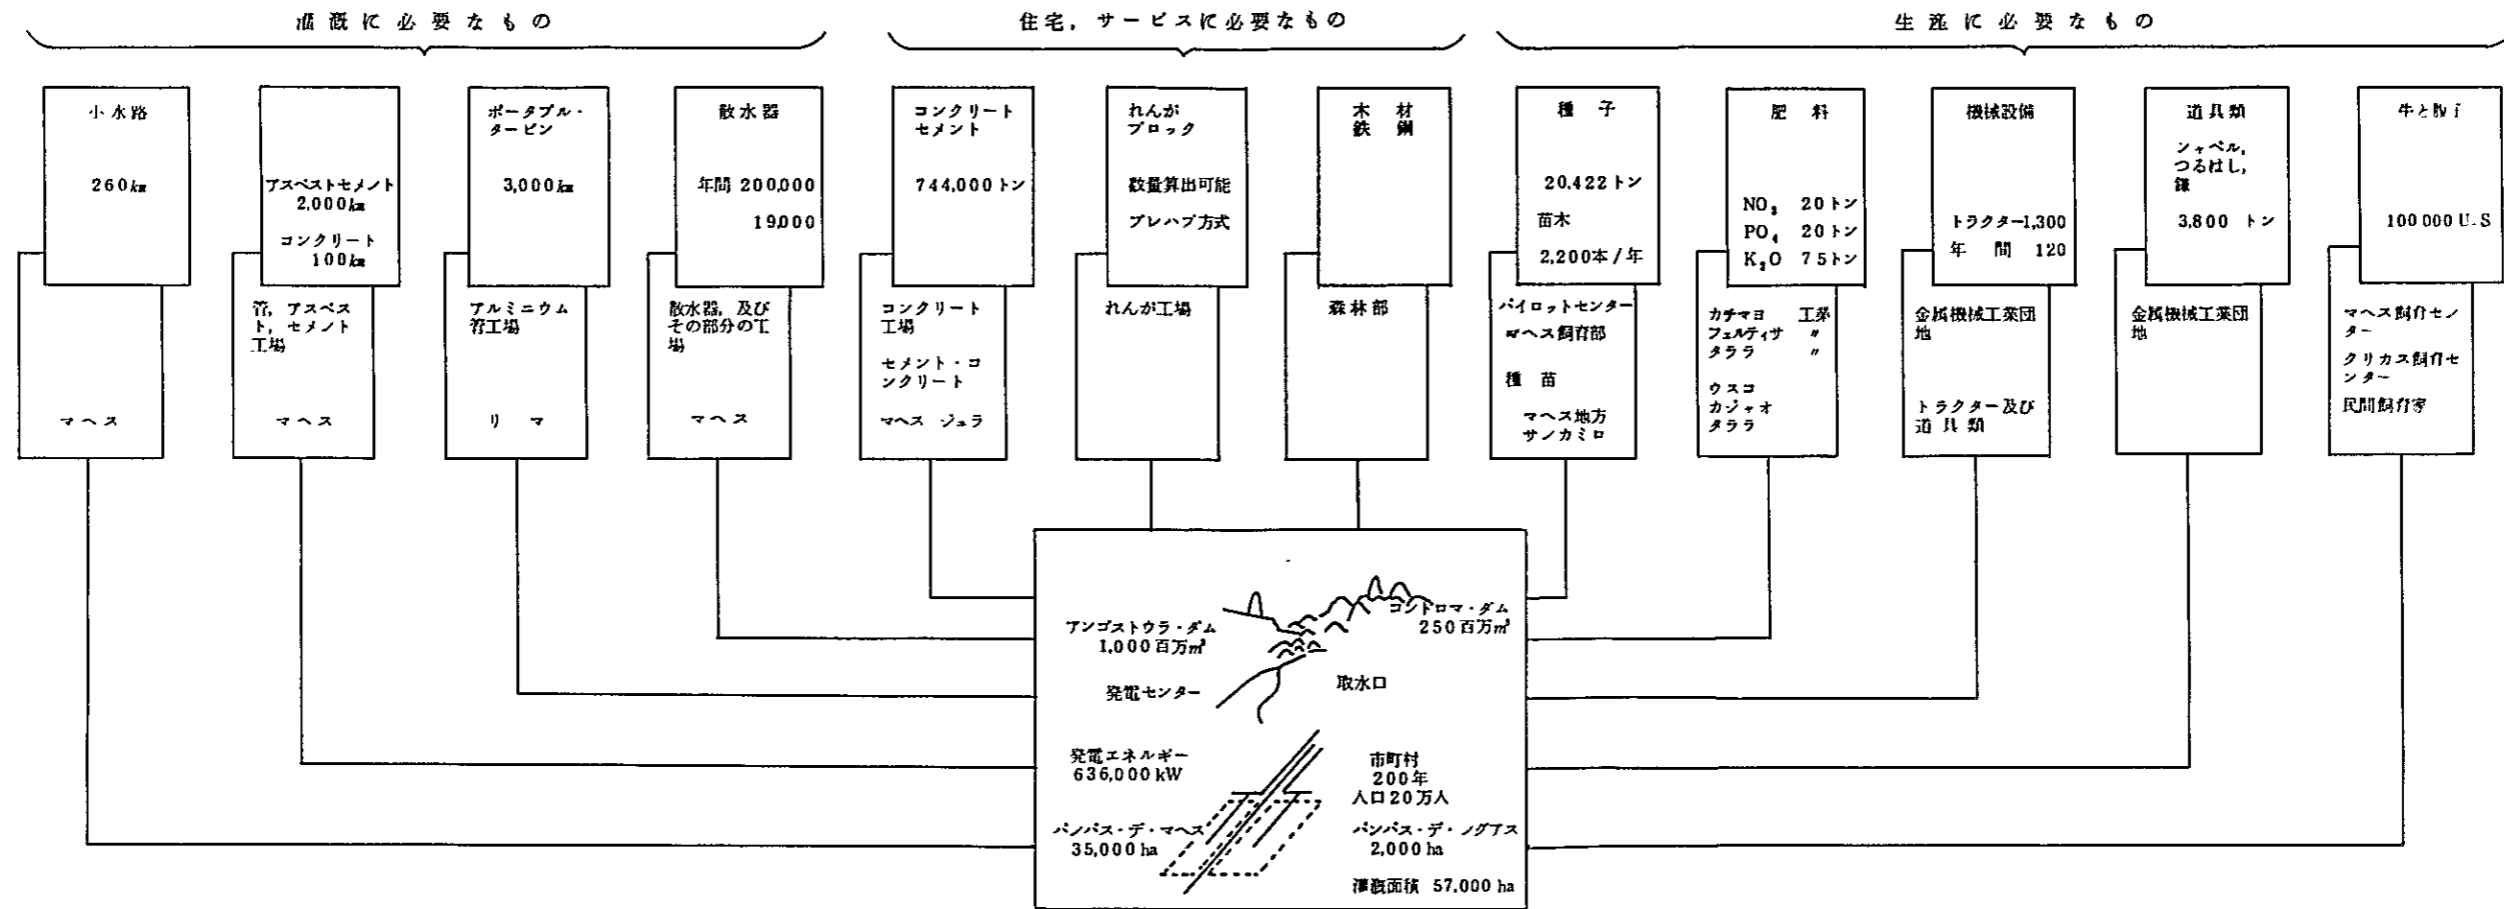 灌漑に必要なもの
住宅，サービスに必要なもの
生産に必要なもの
小水路
260km
アスベストセメント
2,000km
コンクリート
100km
ポータブル・
タービン
3,000km
散水器
年間 200,000
19,000
コンクリート
セメント
744,000トン
れんが
ブロック
数量算出可能
プレハブ方式
木材
鉄鋼
種子
20.422トン
苗木
2,200本/年
肥料
NO₃ 20トン
PO₄ 20トン
K₂O 75トン
機械設備
トラクター1,300
年間 120
道具類
シャベル,
つるはし,
鎌
3,800 トン
牛と
100 000 U.S
マヘス
管，アスベス
ト，セメント
工場
マヘス
アルミニウム
管工場
リマ
散水器，及び
その部分の工
場
マヘス
コンクリート
工場
セメント・コ
ンクリート
マヘス ジュラ
れんが工場
森林部
パイロットセンター
マヘス飼育部
種苗
マヘス地方
サンカミロ
カチマヨ 工業
フェルティサ 〃
タララ 〃
ウスコ
カジャオ
タララ
金属機械工業団
地
トラクター及び
道具類
金属機械工業団
地
マヘス飼育セン
ター
クリカス飼育セ
ンター
民間飼育家
アンゴストウラ・ダム
1,000百万m³
コンドロマ・ダム
250百万m³
発電センター
取水口
発電エネルギー
636,000 kW
市町村
200年
人口20万人
パンパス・デ・マヘス
35,000 ha
パンパス・デ・ノグアス
2,000 ha
灌漑面積 57,000 ha